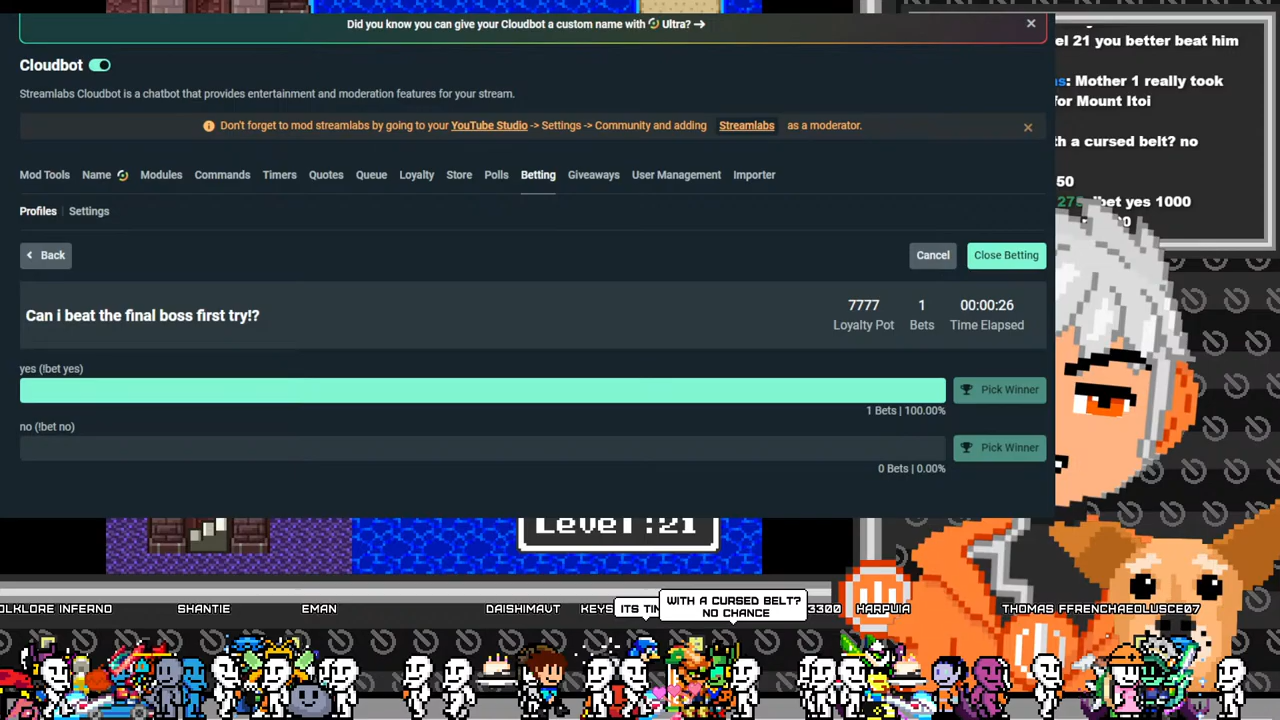 Did you know you can give your Cloudbot a custom name with Ultra? →
Cloudbot
Streamlabs Cloudbot is a chatbot that provides entertainment and moderation features for your stream.
Don't forget to mod streamlabs by going to your YouTube Studio -> Settings -> Community and adding Streamlabs as a moderator.
Mod Tools Name Modules Commands Timers Quotes Queue Loyalty Store Polls Betting Giveaways User Management Importer
Profiles Settings
Back
Cancel Close Betting
Can i beat the final boss first try!?
7777 1 00:00:26
Loyalty Pot Bets Time Elapsed
yes (!bet yes)
Pick Winner
1 Bets | 100.00%
no (!bet no)
Pick Winner
0 Bets | 0.00%
el 21 you better beat him
: Mother 1 really took
for Mount Itoi
h a cursed belt? no
50
bet yes 1000
Level:21
OLKLORE INFERNO SHANTIE EMAN DAISHIMAUT KEYS 3300 HARPUIA THOMAS FFRENCHAEOLUSCE07
ITS TI
WITH A CURSED BELT?
NO CHANCE